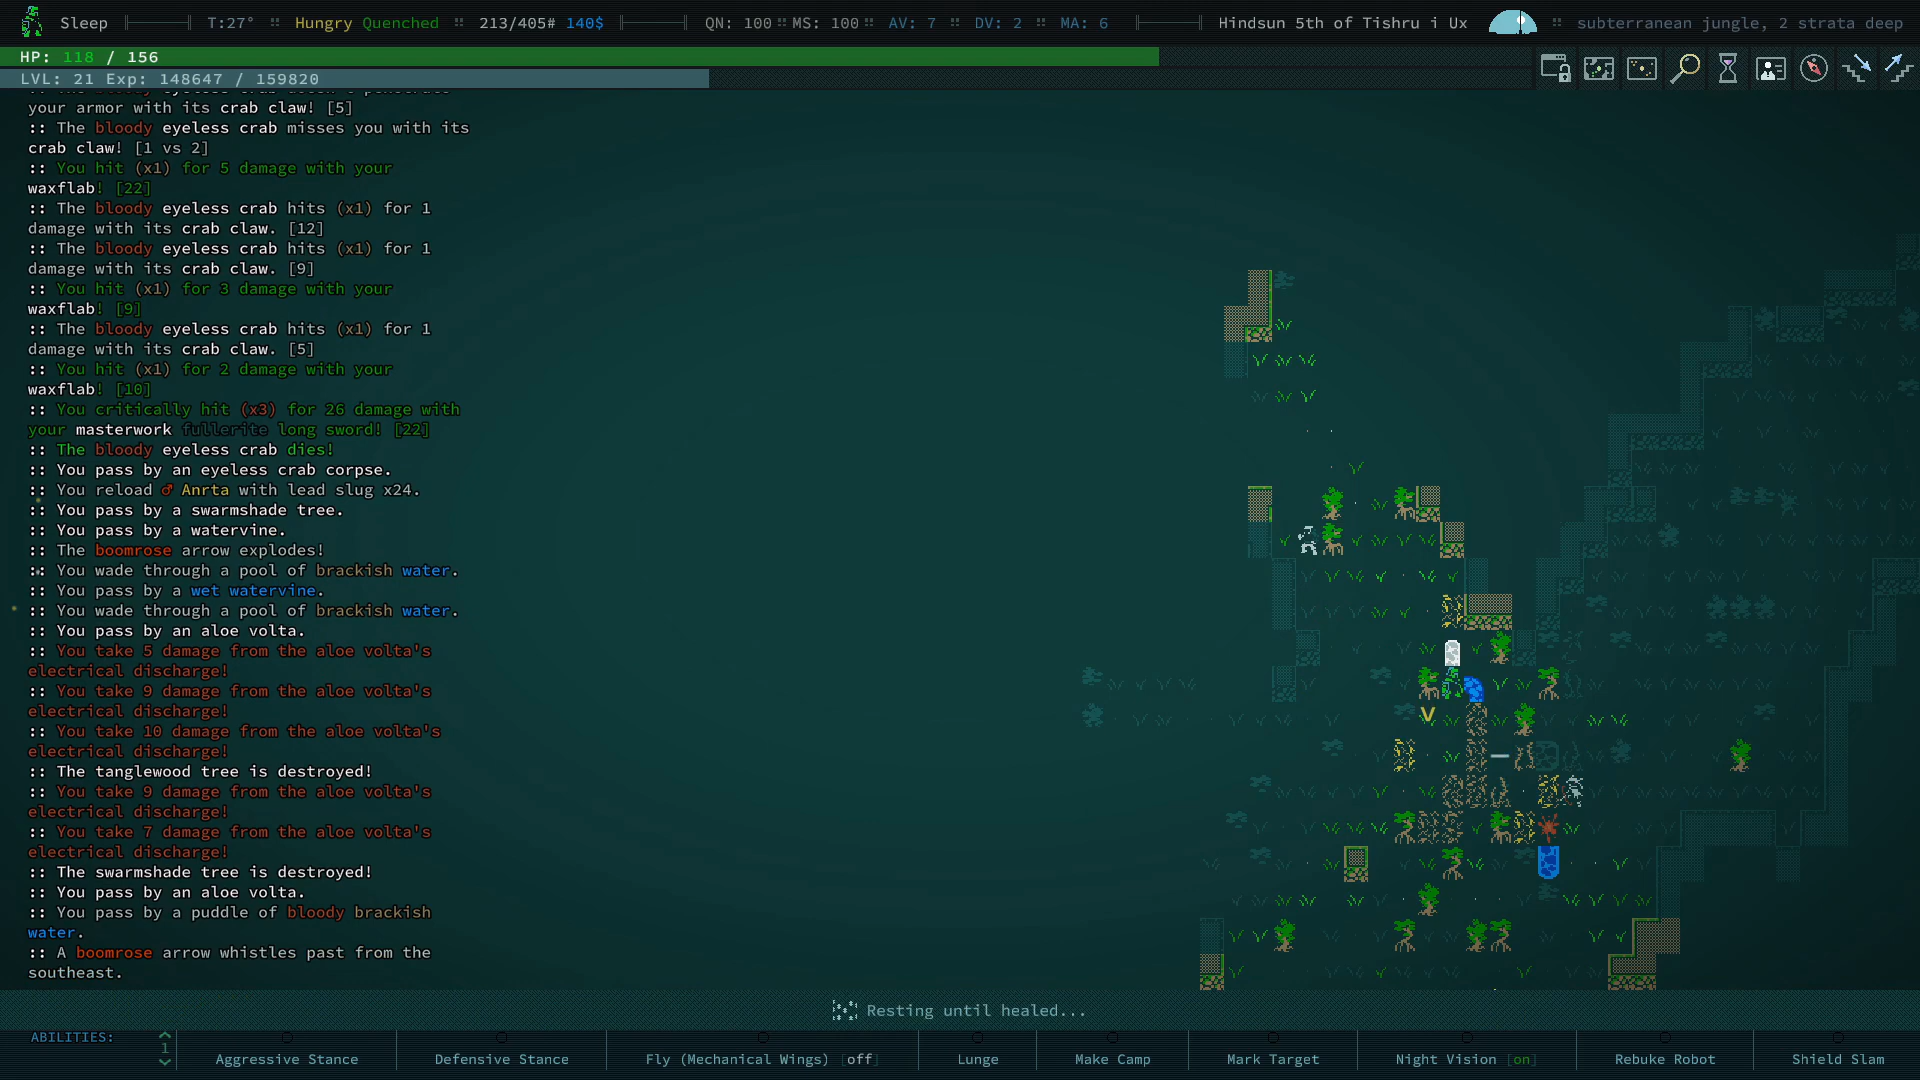 Sleep T:27° :: Hungry Quenched :: 213/405# 140$ QN: 100 :: MS: 100 :: AV: 7 :: DV: 2 :: MA: 6 Hindsun 5th of Tishru i Ux :: subterranean jungle, 2 strata deep
HP: 118 / 156
LVL: 21 Exp: 148647 / 159820
your armor with its crab claw! [5]
:: The bloody eyeless crab misses you with its
crab claw! [1 vs 2]
:: You hit (x1) for 5 damage with your
waxflab! [22]
:: The bloody eyeless crab hits (x1) for 1
damage with its crab claw. [12]
:: The bloody eyeless crab hits (x1) for 1
damage with its crab claw. [9]
:: You hit (x1) for 3 damage with your
waxflab! [9]
:: The bloody eyeless crab hits (x1) for 1
damage with its crab claw. [5]
:: You hit (x1) for 2 damage with your
waxflab! [10]
:: You critically hit (x3) for 26 damage with
your masterwork fullerite long sword! [22]
:: The bloody eyeless crab dies!
:: You pass by an eyeless crab corpse.
:: You reload ♂ Anrta with lead slug x24.
:: You pass by a swarmshade tree.
:: You pass by a watervine.
:: The boomrose arrow explodes!
:: You wade through a pool of brackish water.
:: You pass by a wet watervine.
:: You wade through a pool of brackish water.
:: You pass by an aloe volta.
:: You take 5 damage from the aloe volta's
electrical discharge!
:: You take 9 damage from the aloe volta's
electrical discharge!
:: You take 10 damage from the aloe volta's
electrical discharge!
:: The tanglewood tree is destroyed!
:: You take 9 damage from the aloe volta's
electrical discharge!
:: You take 7 damage from the aloe volta's
electrical discharge!
:: The swarmshade tree is destroyed!
:: You pass by an aloe volta.
:: You pass by a puddle of bloody brackish
water.
:: A boomrose arrow whistles past from the
southeast.
Resting until healed...
ABILITIES:
1
Aggressive Stance Defensive Stance Fly (Mechanical Wings) [off] Lunge Make Camp Mark Target Night Vision [on] Rebuke Robot Shield Slam